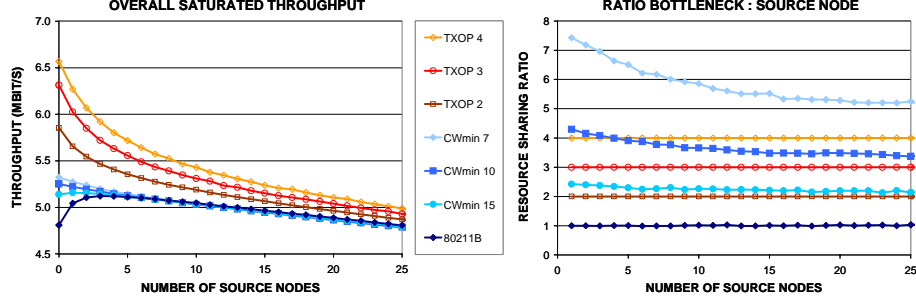 OVERALL SATURATED THROUGHPUT
THROUGHPUT (MBIT/S)
7.0
6.5
6.0
5.5
5.0
4.5
0 5 10 15 20 25
NUMBER OF SOURCE NODES
TXOP 4
TXOP 3
TXOP 2
CWmin 7
CWmin 10
CWmin 15
80211B
RATIO BOTTLENECK : SOURCE NODE
RESOURCE SHARING RATIO
8
7
6
5
4
3
2
1
0
0 5 10 15 20 25
NUMBER OF SOURCE NODES